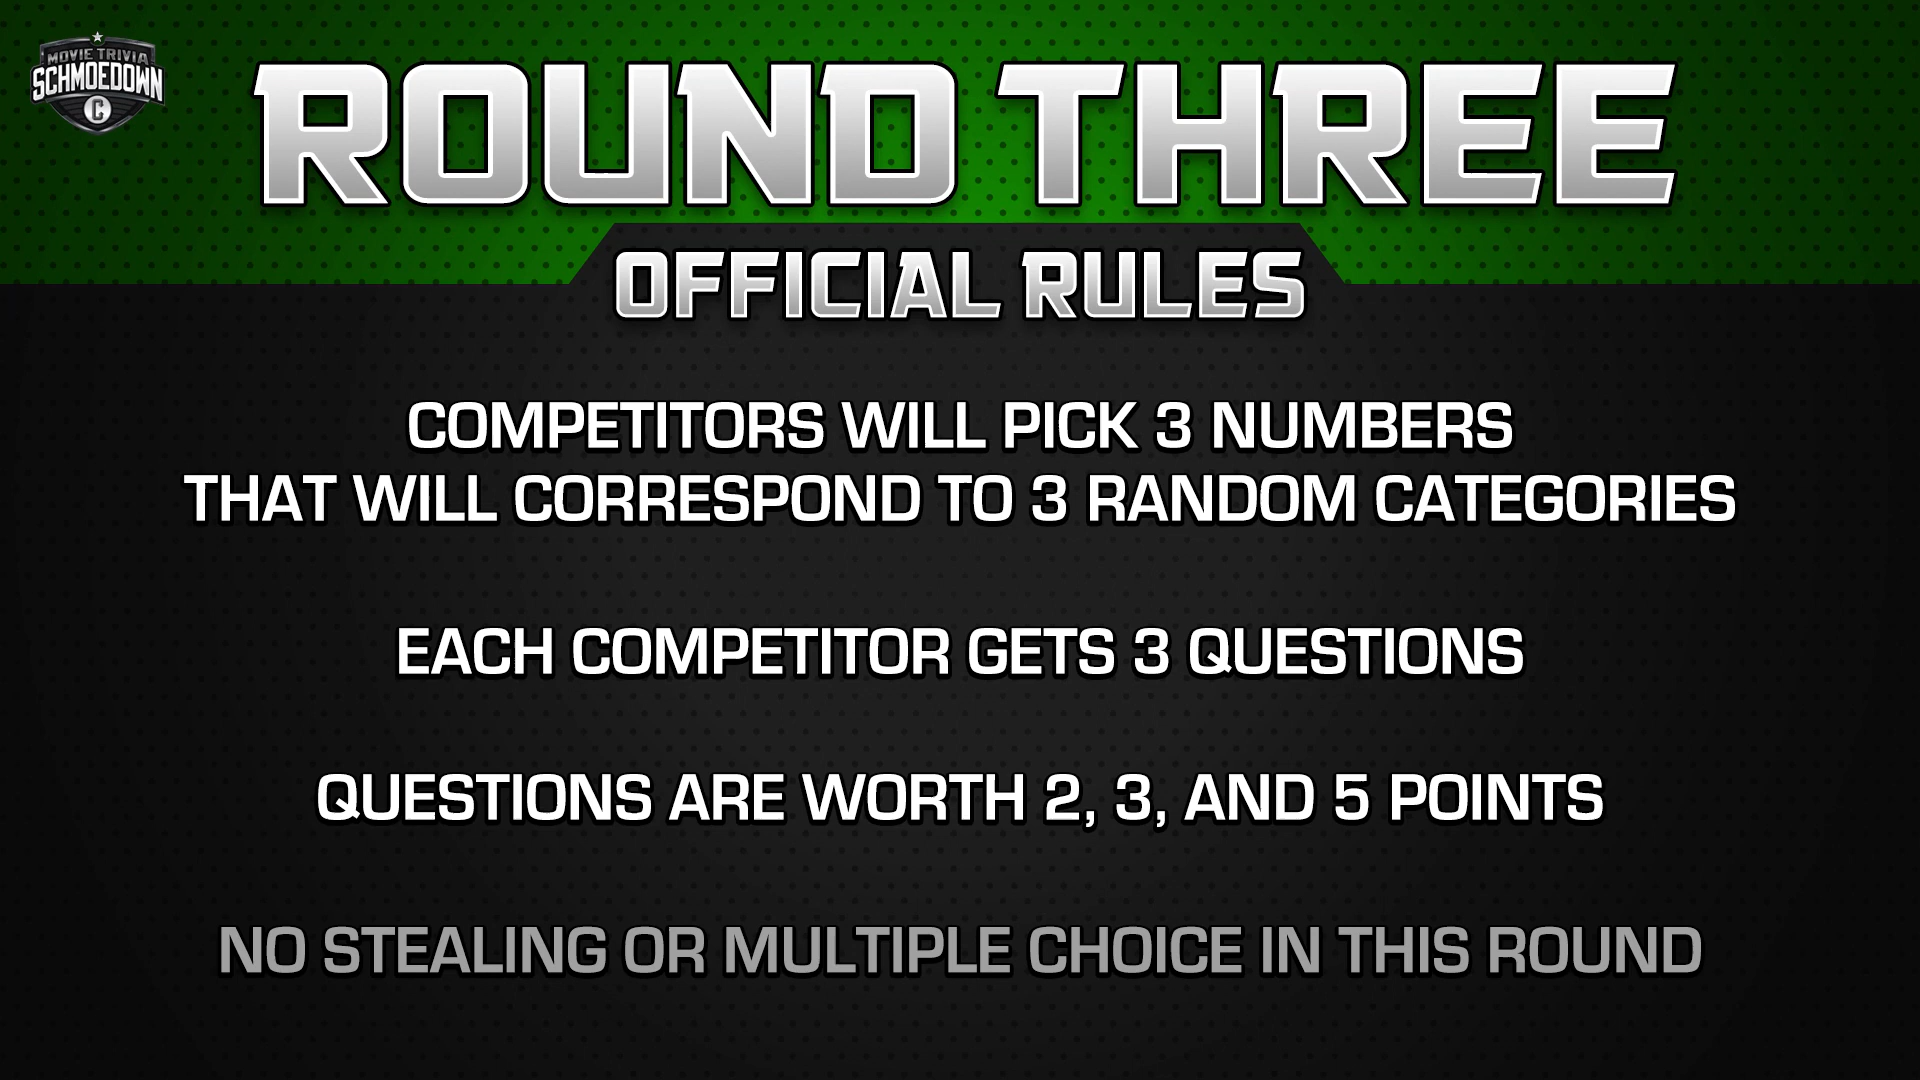 MOVIE TRIVIA
SCHMOEDOWN
C
ROUND THREE
OFFICIAL RULES
COMPETITORS WILL PICK 3 NUMBERS
THAT WILL CORRESPOND TO 3 RANDOM CATEGORIES
EACH COMPETITOR GETS 3 QUESTIONS
QUESTIONS ARE WORTH 2, 3, AND 5 POINTS
NO STEALING OR MULTIPLE CHOICE IN THIS ROUND